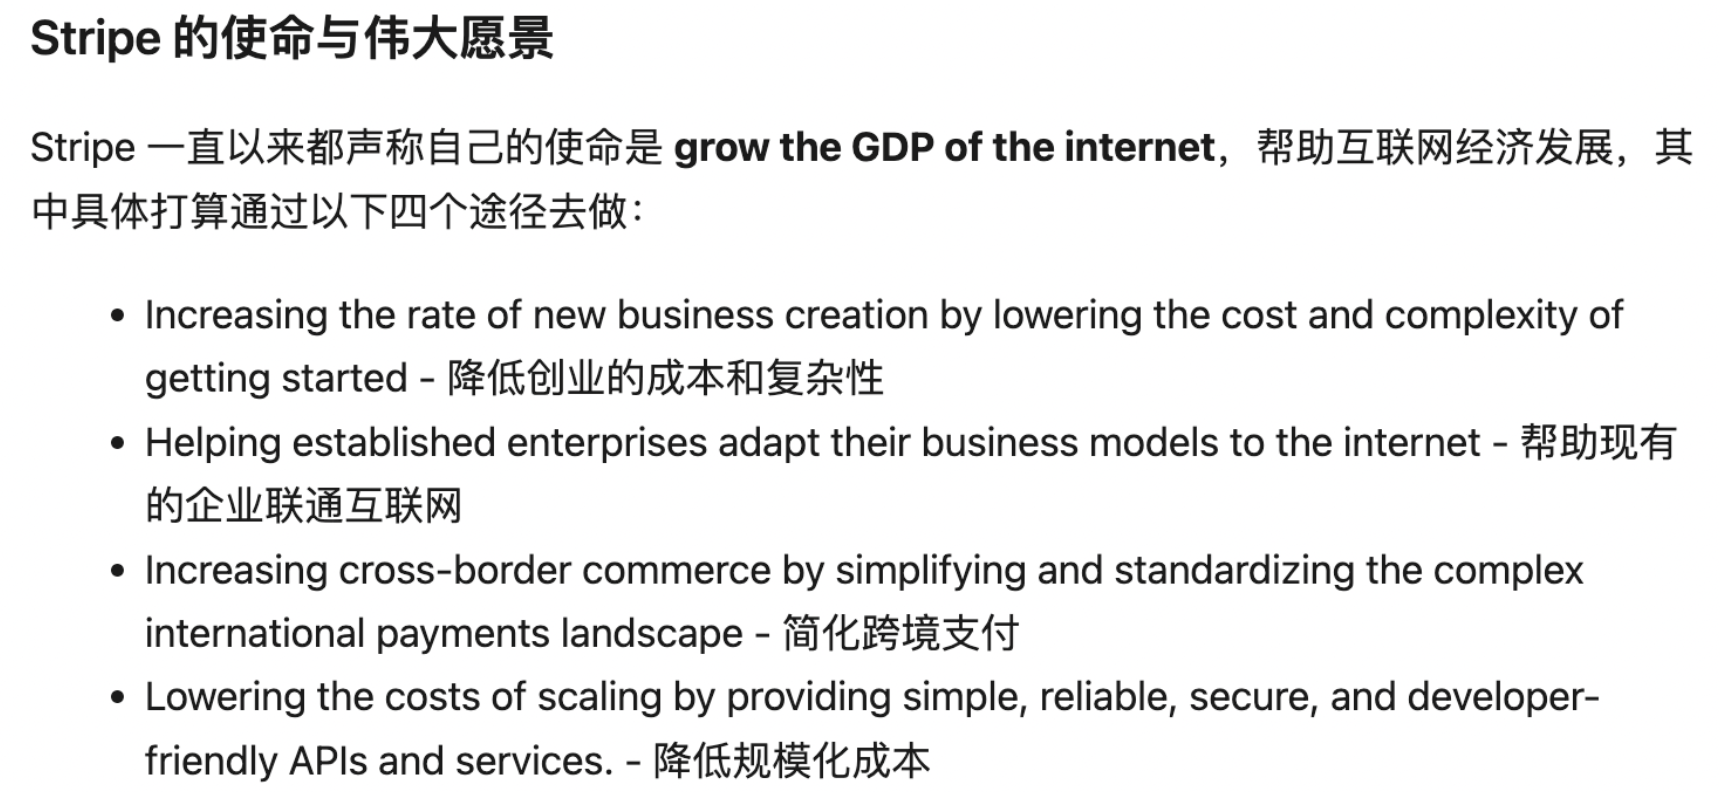 Stripe 的使命与伟大愿景
Stripe 一直以来都声称自己的使命是 grow the GDP of the internet，帮助互联网经济发展，其
中具体打算通过以下四个途径去做：
• Increasing the rate of new business creation by lowering the cost and complexity of
getting started - 降低创业的成本和复杂性
• Helping established enterprises adapt their business models to the internet - 帮助现有
的企业联通互联网
• Increasing cross-border commerce by simplifying and standardizing the complex
international payments landscape - 简化跨境支付
• Lowering the costs of scaling by providing simple, reliable, secure, and developer-
friendly APIs and services. - 降低规模化成本